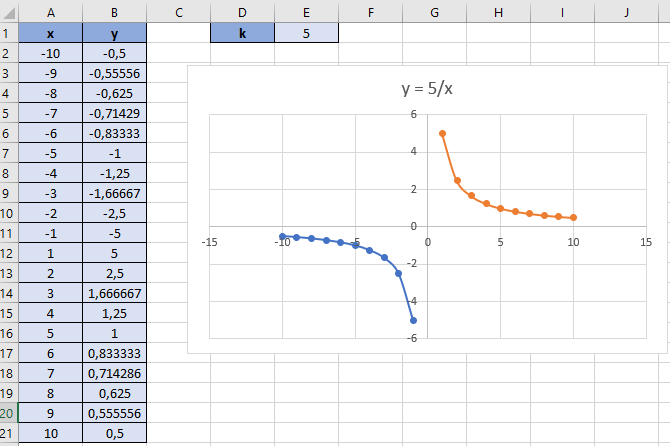 A B C D E F G H I J
1 x y k 5
2 -10 -0,5
3 -9 -0,55556
4 -8 -0,625
5 -7 -0,71429
6 -6 -0,83333
7 -5 -1
8 -4 -1,25
9 -3 -1,66667
10 -2 -2,5
11 -1 -5
12 1 5
13 2 2,5
14 3 1,666667
15 4 1,25
16 5 1
17 6 0,833333
18 7 0,714286
19 8 0,625
20 9 0,555556
21 10 0,5
y = 5/x
6
4
2
0
-15 -10 -5 0 5 10 15
-2
-4
-6